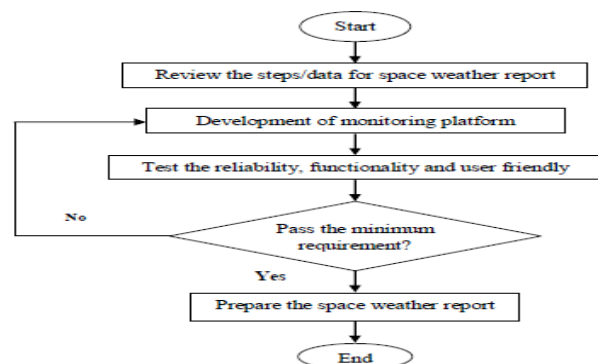 Start
Review the steps/data for space weather report
Development of monitoring platform
Test the reliability, functionality and user friendly
No
Pass the minimum
requirement?
Yes
Prepare the space weather report
End